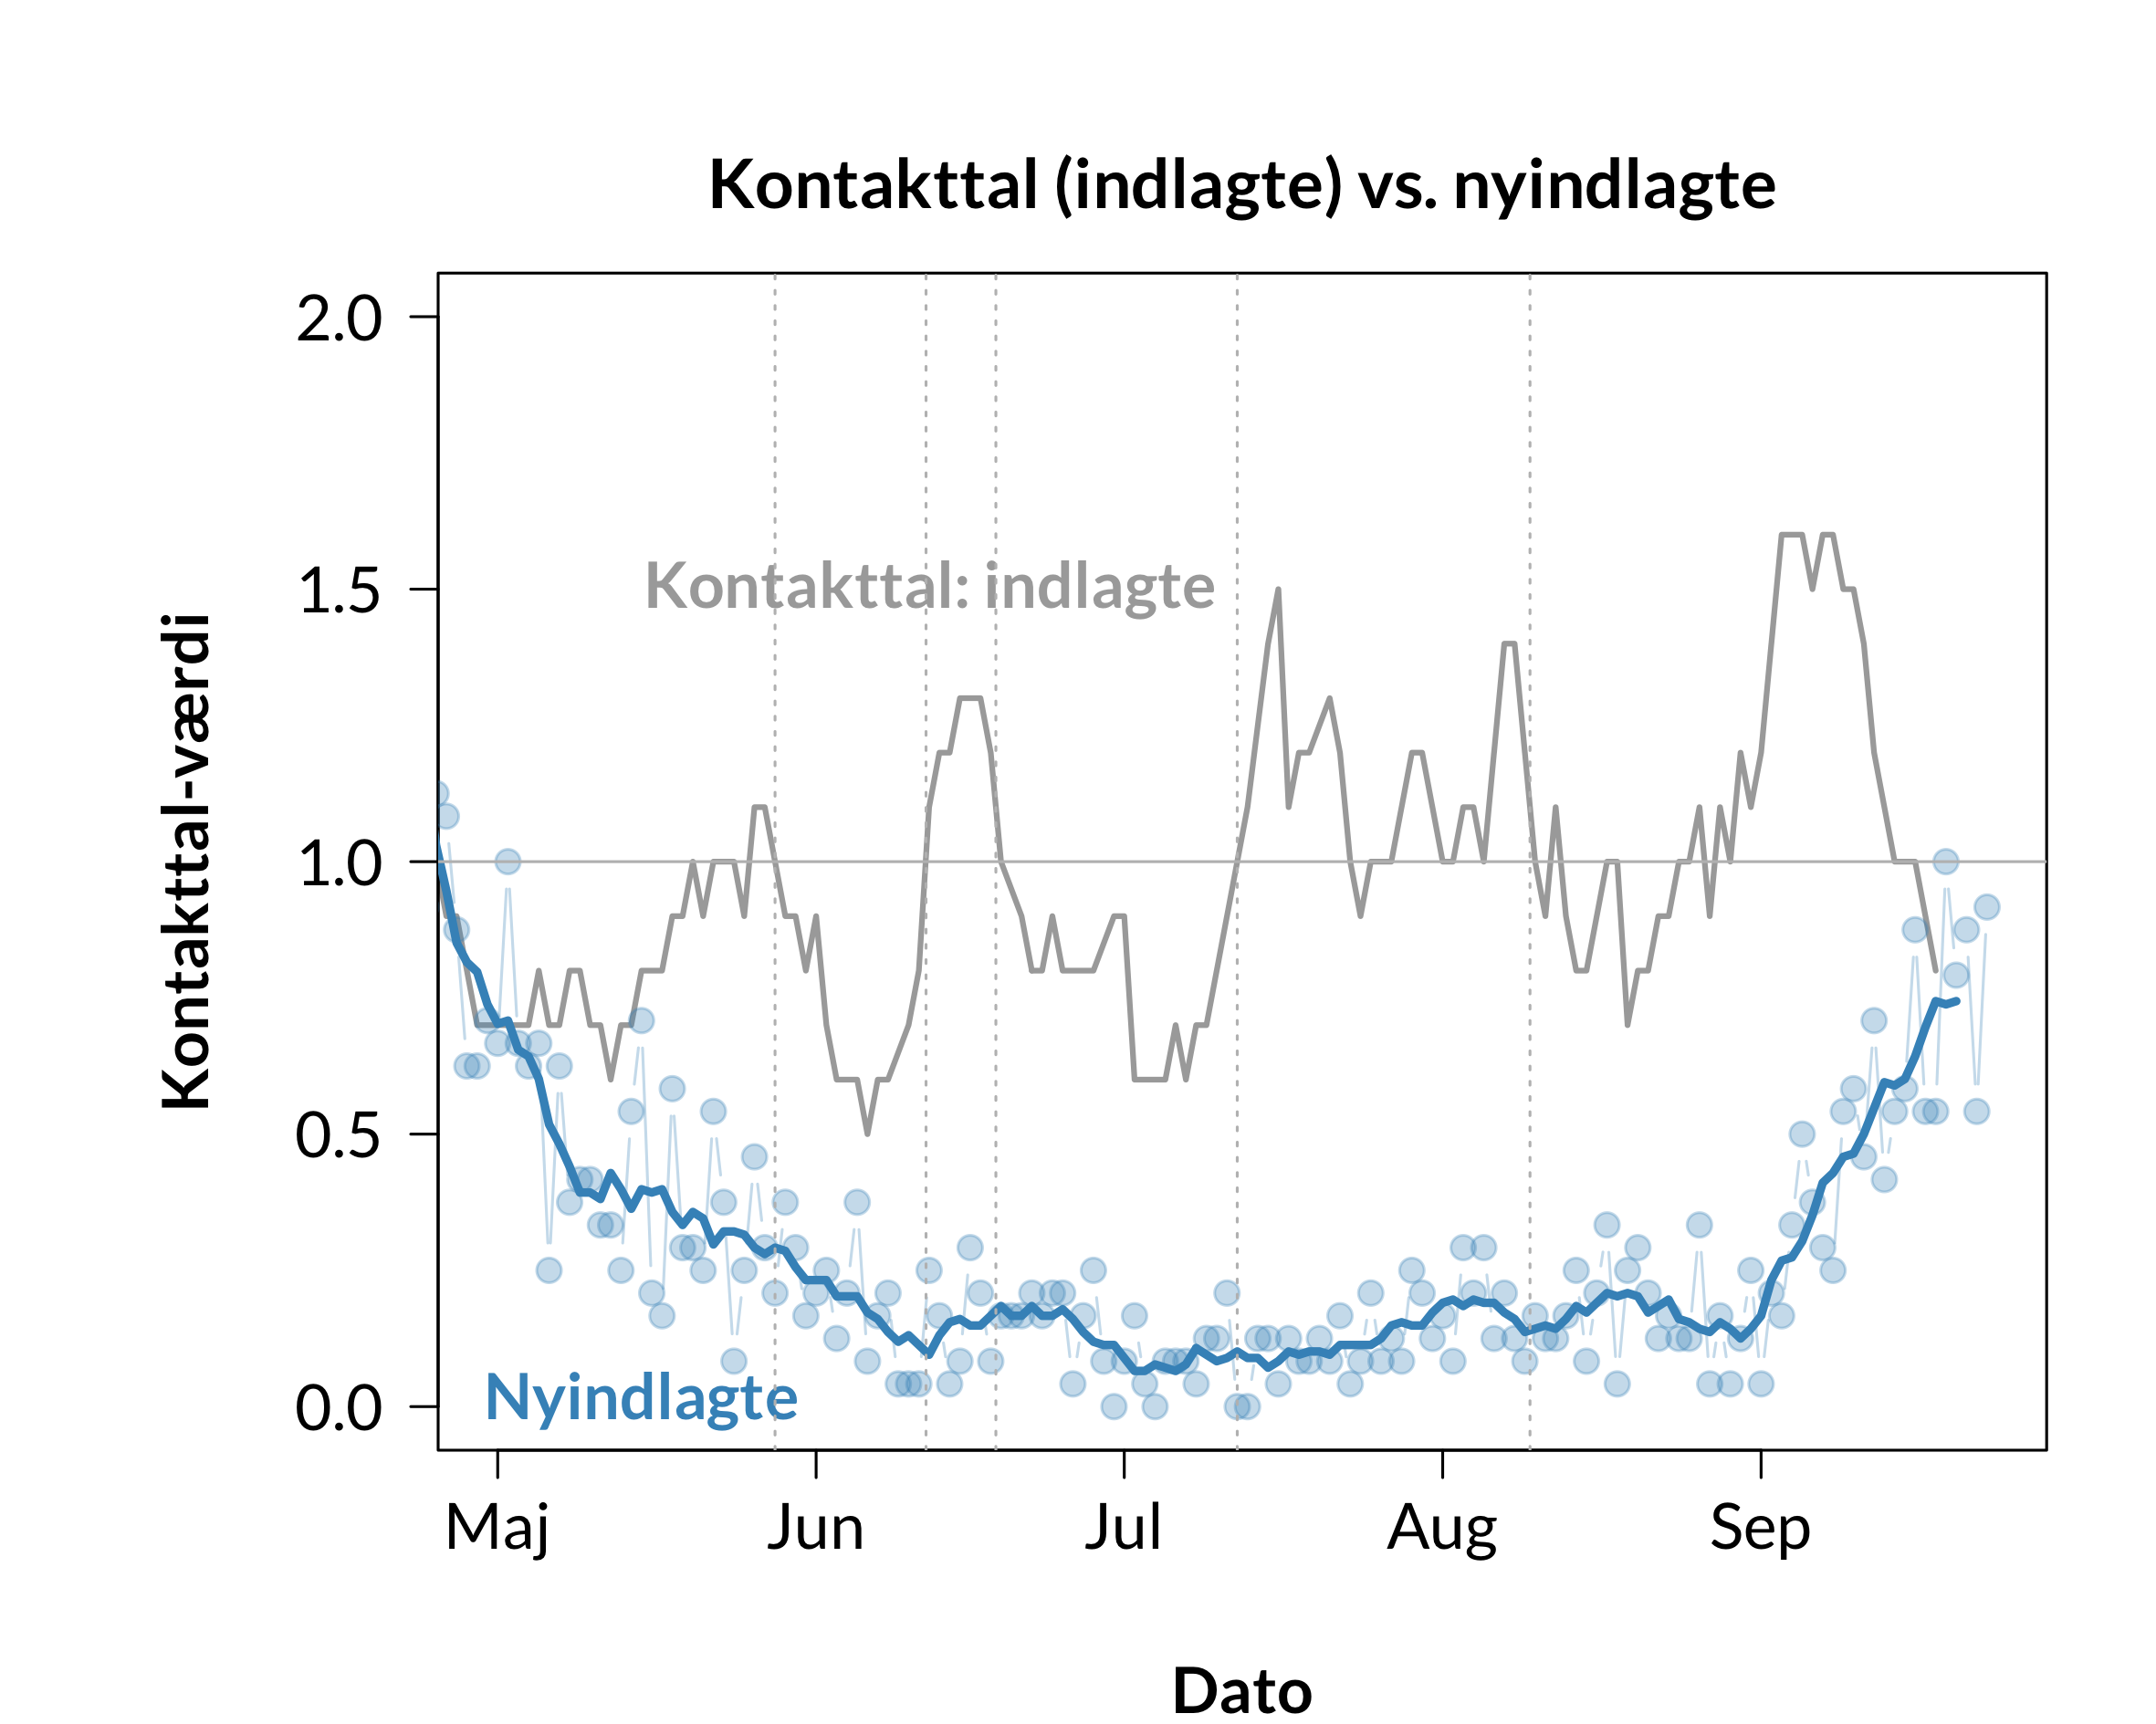 Kontakttal (indlagte) vs. nyindlagte
Kontakttal-værdi
2.0
1.5
1.0
0.5
0.0
Kontakttal: indlagte
Nyindlagte
Maj Jun Jul Aug Sep
Dato